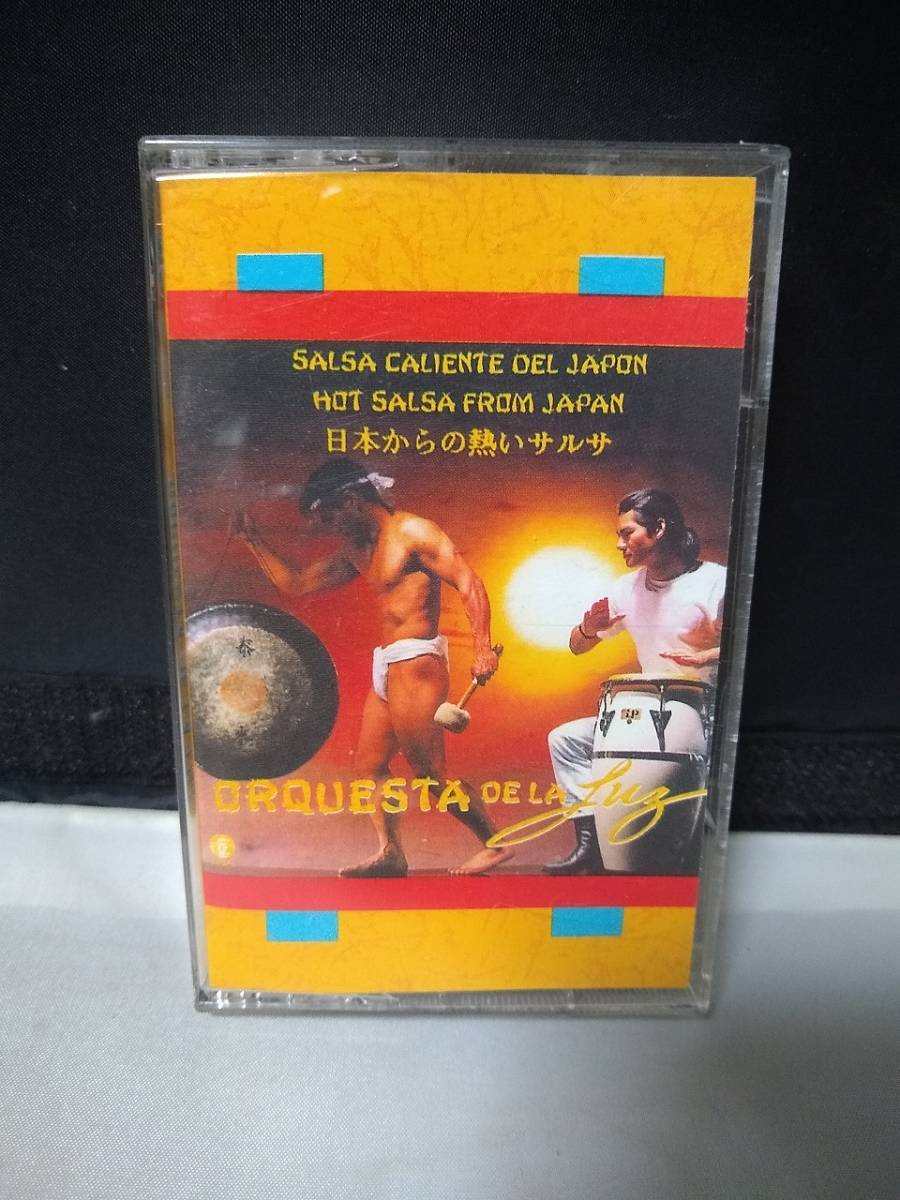 SALSA CALIENTE DEL JAPON
HOT SALSA FROM JAPAN
日本からの熱いサルサ
ORQUESTA DE LA Luz